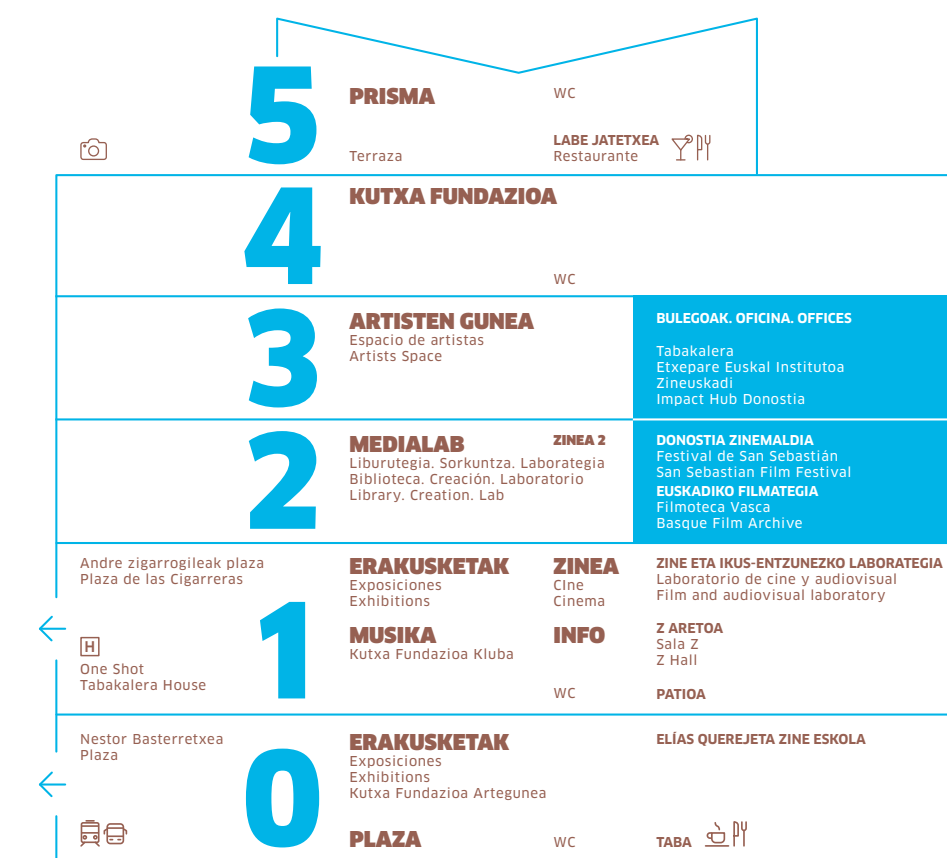 5
PRISMA
WC
Terraza
LABE JATETXEA
Restaurante
4
KUTXA FUNDAZIOA
WC
3
ARTISTEN GUNEA
Espacio de artistas
Artists Space
BULEGOAK. OFICINA. OFFICES
Tabakalera
Etxepare Euskal Institutoa
Zineuskadi
Impact Hub Donostia
2
MEDIALAB
Liburutegia. Sorkuntza. Laborategia
Biblioteca. Creación. Laboratorio
Library. Creation. Lab
ZINEA 2
DONOSTIA ZINEMALDIA
Festival de San Sebastián
San Sebastian Film Festival
EUSKADIKO FILMATEGIA
Filmoteca Vasca
Basque Film Archive
Andre zigarrogileak plaza
Plaza de las Cigarreras
H
One Shot
Tabakalera House
1
ERAKUSKETAK
Exposiciones
Exhibitions
MUSIKA
Kutxa Fundazioa Kluba
ZINEA
CIne
Cinema
INFO
WC
ZINE ETA IKUS-ENTZUNEZKO LABORATEGIA
Laboratorio de cine y audiovisual
Film and audiovisual laboratory
Z ARETOA
Sala Z
Z Hall
PATIOA
Nestor Basterretxea
Plaza
0
ERAKUSKETAK
Exposiciones
Exhibitions
Kutxa Fundazioa Artegunea
PLAZA
WC
ELÍAS QUEREJETA ZINE ESKOLA
TABA